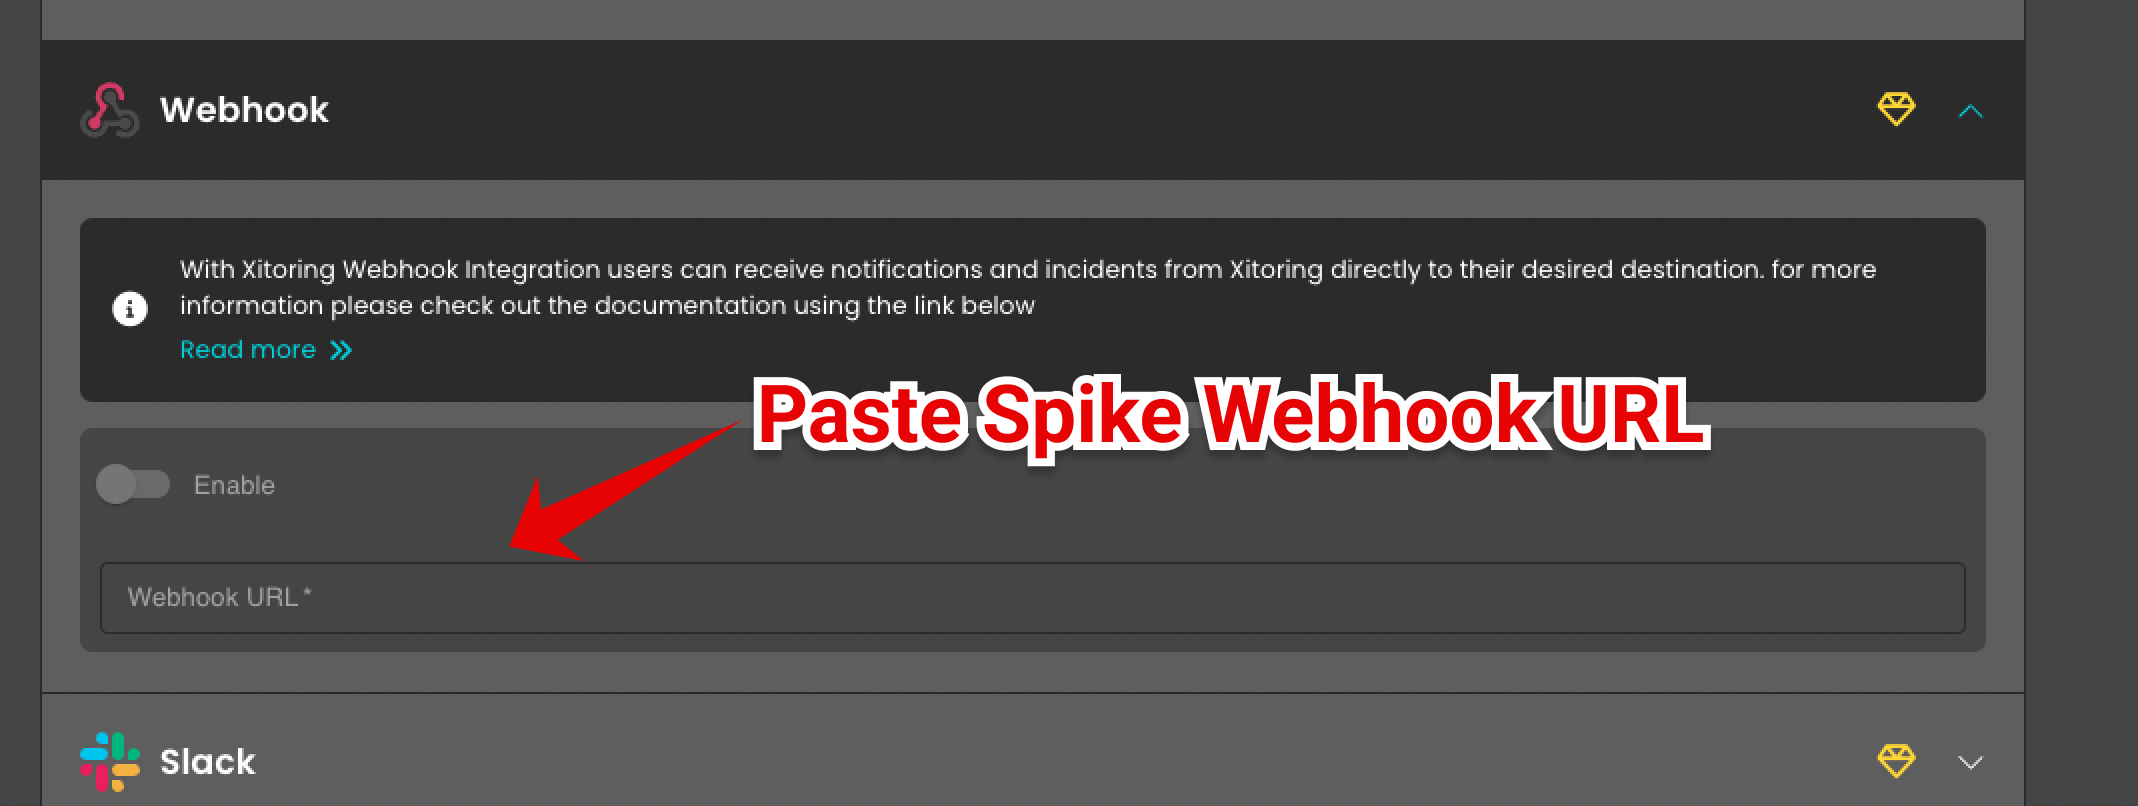 Webhook
With Xitoring Webhook Integration users can receive notifications and incidents from Xitoring directly to their desired destination. for more
information please check out the documentation using the link below
Read more
Paste Spike Webhook URL
Enable
Webhook URL *
Slack